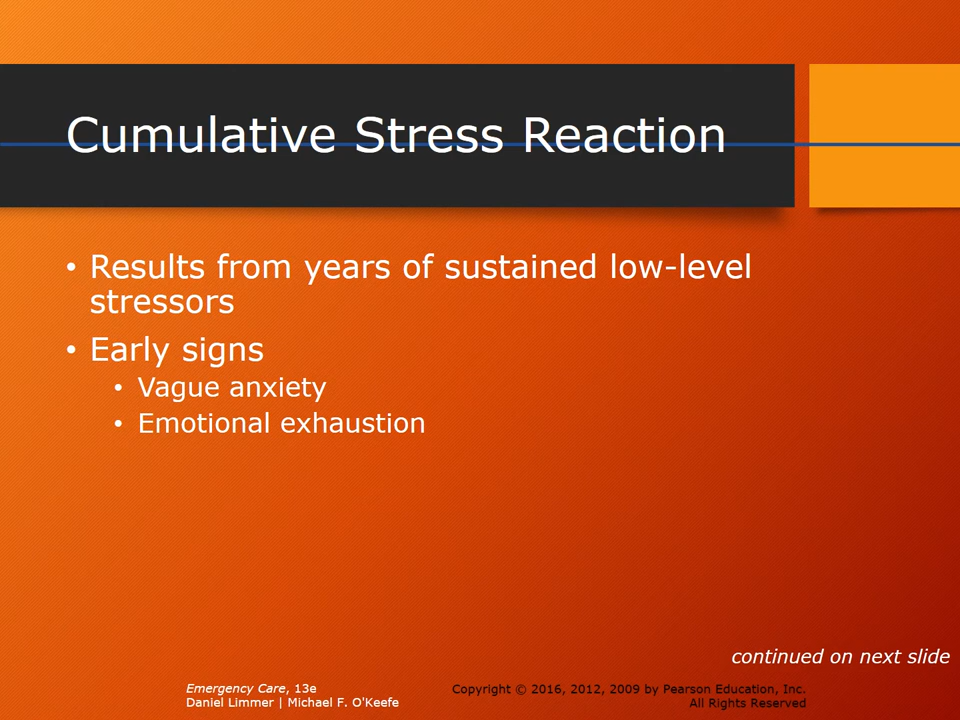 Cumulative Stress Reaction
• Results from years of sustained low-level
stressors
• Early signs
• Vague anxiety
• Emotional exhaustion
continued on next slide
Emergency Care, 13e
Daniel Limmer | Michael F. O'Keefe
Copyright © 2016, 2012, 2009 by Pearson Education, Inc.
All Rights Reserved